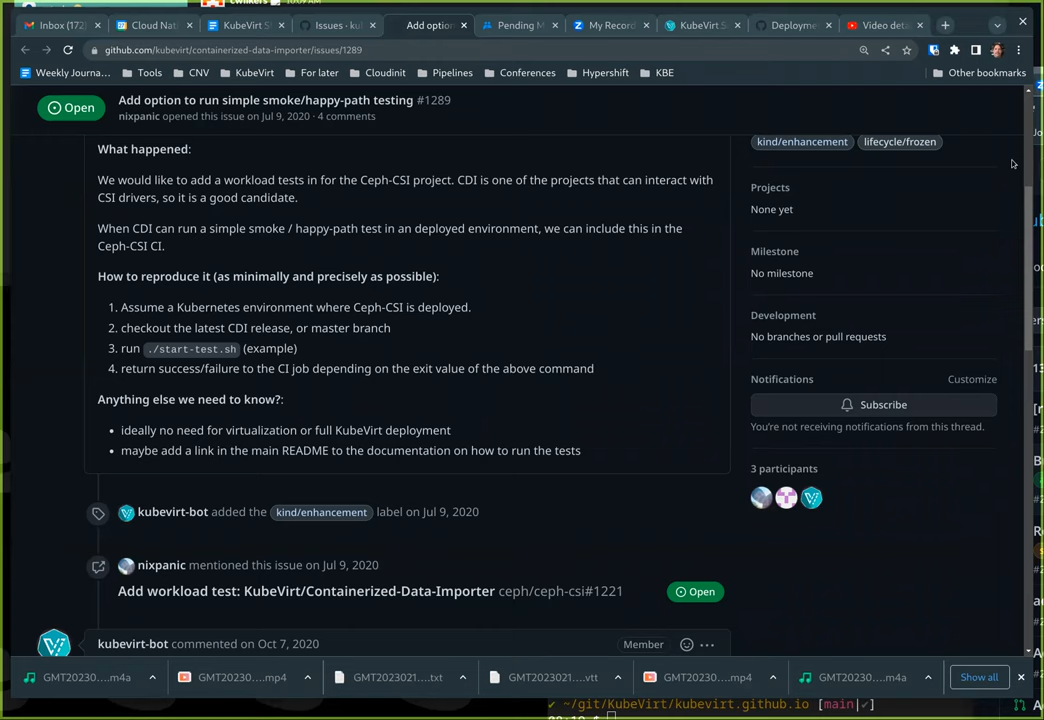 Inbox (172
Cloud Nati
KubeVirt S
Issues · ku
Add option
Pending M
My Record
KubeVirt S
Deployme
Video deta
github.com/kubevirt/containerized-data-importer/issues/1289
Weekly Journa...
Tools
CNV
KubeVirt
For later
Cloudinit
Pipelines
Conferences
Hypershift
KBE
Other bookmarks
Open
Add option to run simple smoke/happy-path testing #1289
nixpanic opened this issue on Jul 9, 2020 · 4 comments
What happened:
We would like to add a workload tests in for the Ceph-CSI project. CDI is one of the projects that can interact with
CSI drivers, so it is a good candidate.
When CDI can run a simple smoke / happy-path test in an deployed environment, we can include this in the
Ceph-CSI CI.
How to reproduce it (as minimally and precisely as possible):
1. Assume a Kubernetes environment where Ceph-CSI is deployed.
2. checkout the latest CDI release, or master branch
3. run ./start-test.sh (example)
4. return success/failure to the CI job depending on the exit value of the above command
Anything else we need to know?:
• ideally no need for virtualization or full KubeVirt deployment
• maybe add a link in the main README to the documentation on how to run the tests
kubevirt-bot added the kind/enhancement label on Jul 9, 2020
nixpanic mentioned this issue on Jul 9, 2020
Add workload test: KubeVirt/Containerized-Data-Importer ceph/ceph-csi#1221
Open
kubevirt-bot commented on Oct 7, 2020
Member
kind/enhancement
lifecycle/frozen
Projects
None yet
Milestone
No milestone
Development
No branches or pull requests
Notifications
Customize
Subscribe
You're not receiving notifications from this thread.
3 participants
GMT20230....m4a
GMT20230....mp4
GMT2023021....txt
GMT2023021....vtt
GMT20230....mp4
GMT20230....m4a
Show all
~/git/KubeVirt/kubevirt.github.io [main|✔]